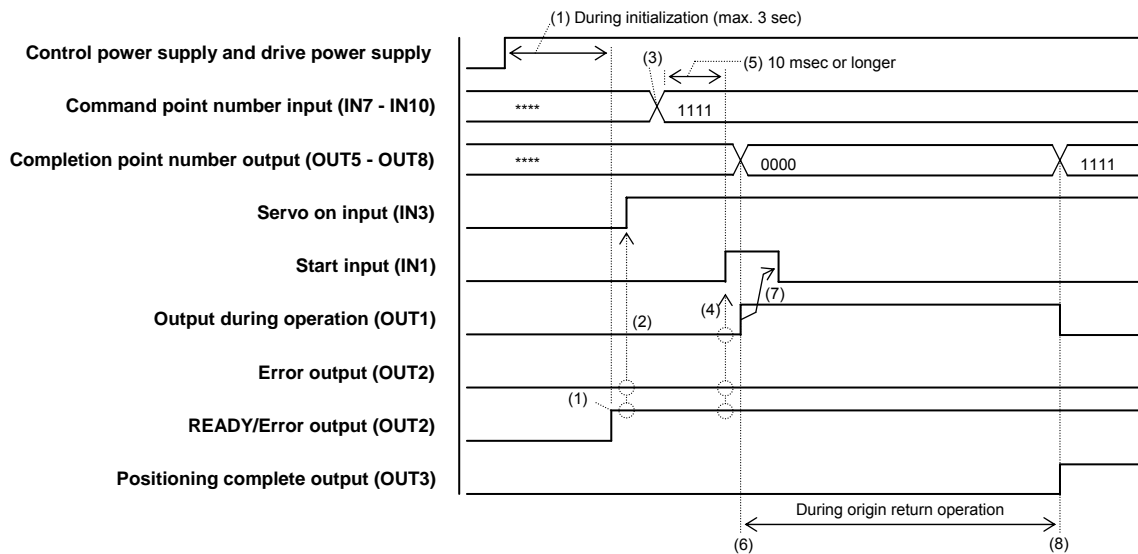 (1) During initialization (max. 3 sec)
Control power supply and drive power supply
(3)
(5) 10 msec or longer
Command point number input (IN7 - IN10)
****
1111
Completion point number output (OUT5 - OUT8)
****
0000
1111
Servo on input (IN3)
Start input (IN1)
(7)
(4)
Output during operation (OUT1)
(2)
Error output (OUT2)
(1)
READY/Error output (OUT2)
Positioning complete output (OUT3)
During origin return operation
(6)
(8)